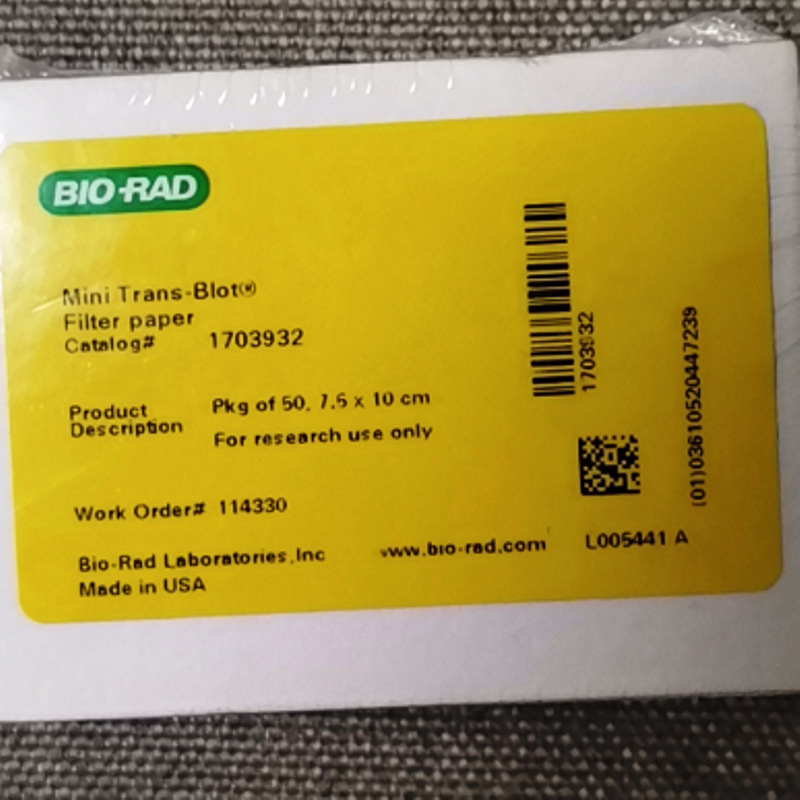 BIO-RAD
Mini Trans-Blot®
Filter paper
Catalog# 1703932
Product Description Pkg of 50, 7.5 x 10 cm
For research use only
Work Order# 114330
Bio-Rad Laboratories,Inc www.bio-rad.com L005441 A
Made in USA
1703932
(01)03610520447239